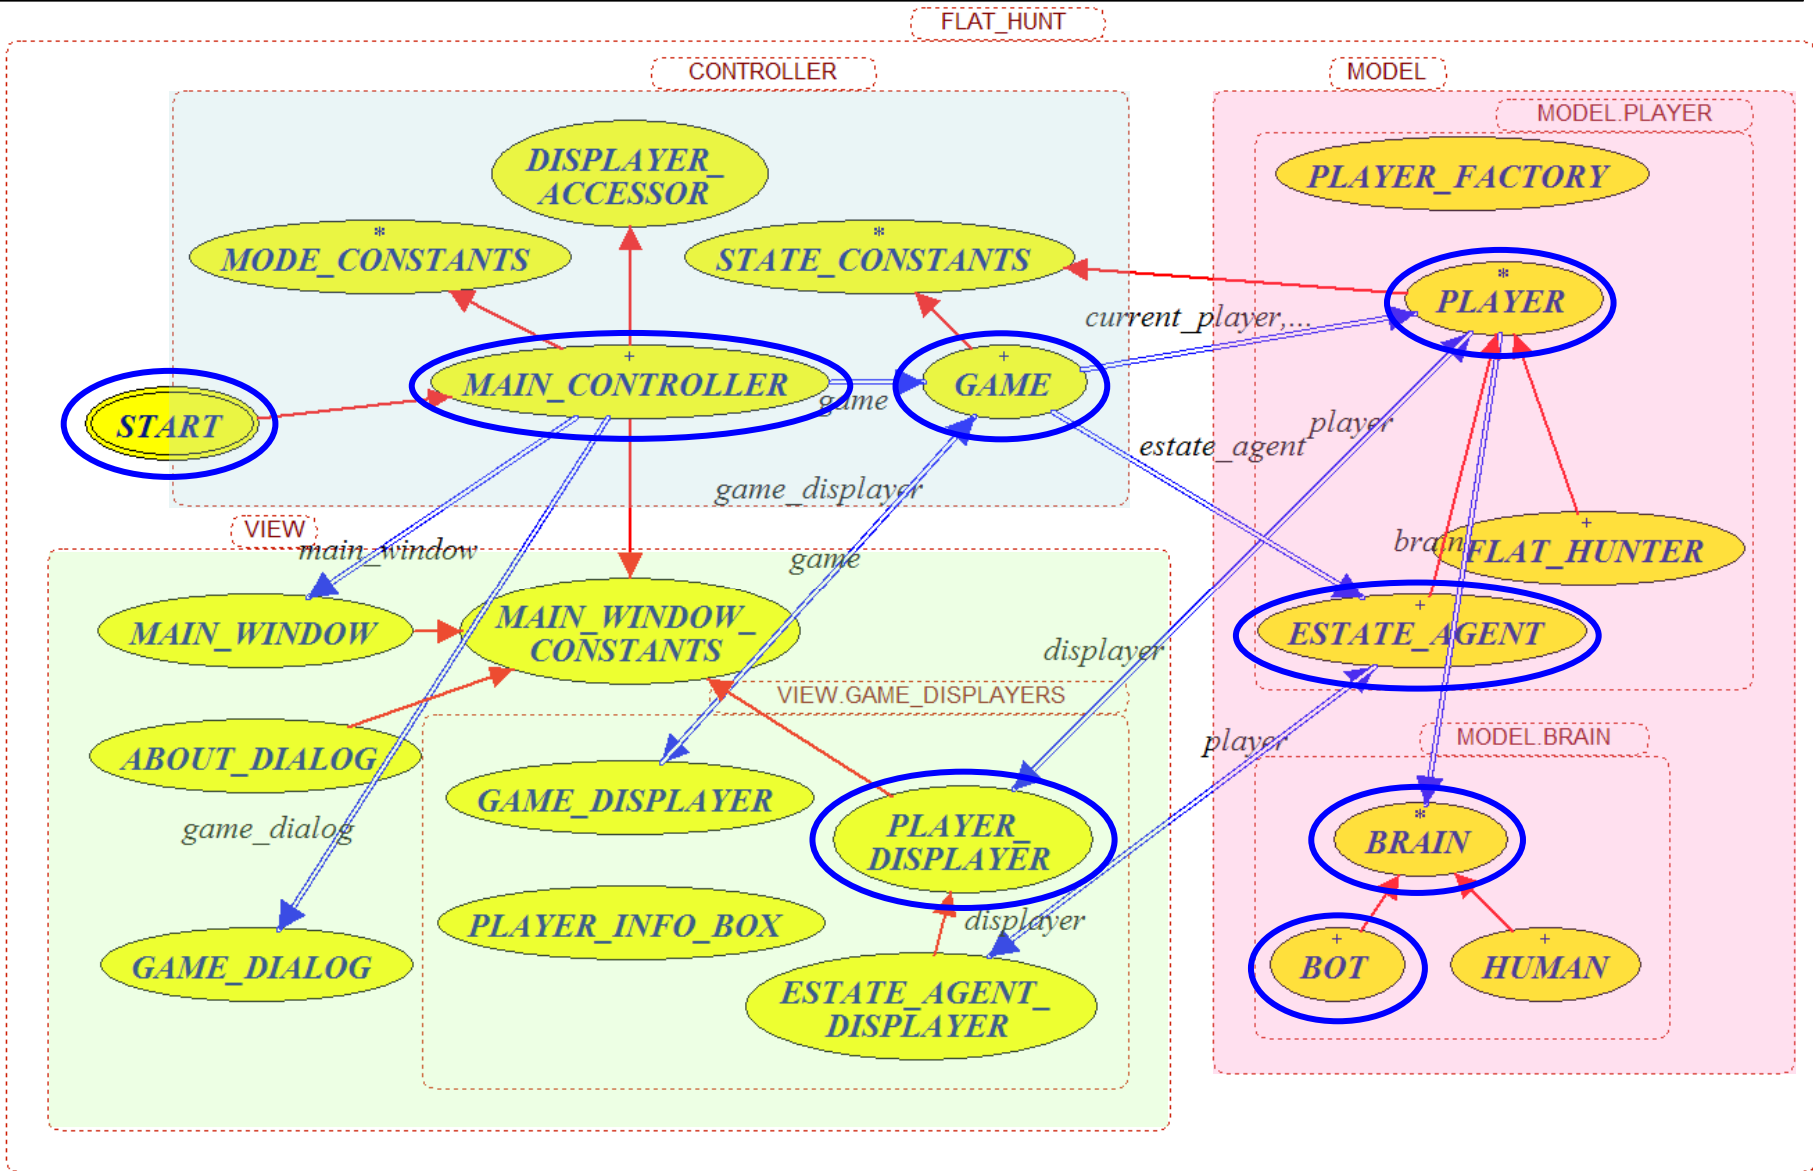 FLAT_HUNT
CONTROLLER
MODEL
MODEL.PLAYER
DISPLAYER_
ACCESSOR
PLAYER_FACTORY
*
MODE_CONSTANTS
*
STATE_CONSTANTS
*
PLAYER
current_player,...
+
MAIN_CONTROLLER
game
+
GAME
START
player
estate_agent
game_displayer
VIEW
main_window
game
brain
+
FLAT_HUNTER
MAIN_WINDOW
MAIN_WINDOW_
CONSTANTS
+
ESTATE_AGENT
displayer
VIEW.GAME_DISPLAYERS
player
MODEL.BRAIN
ABOUT_DIALOG
GAME_DISPLAYER
PLAYER_
DISPLAYER
*
BRAIN
game_dialog
PLAYER_INFO_BOX
displayer
GAME_DIALOG
ESTATE_AGENT_
DISPLAYER
+
BOT
+
HUMAN